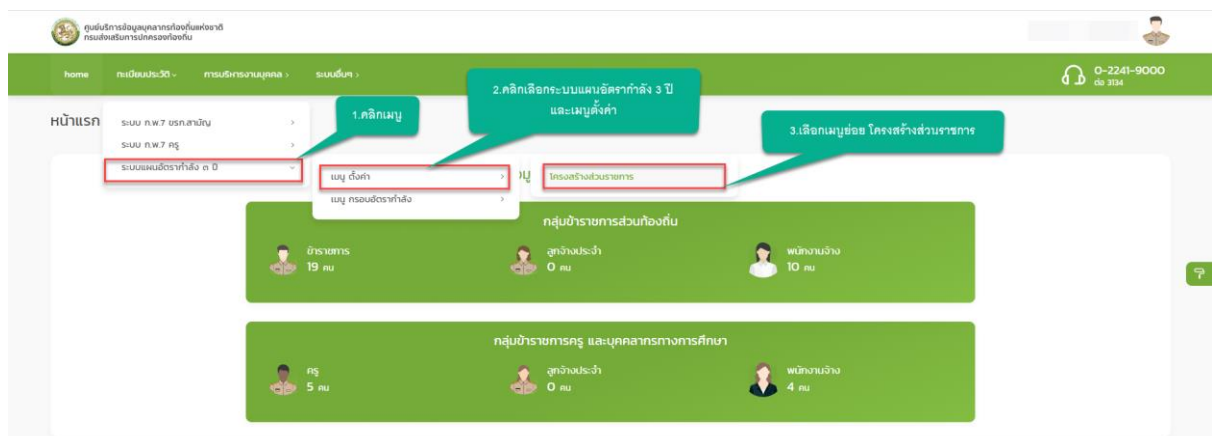 ศูนย์บริการข้อมูลบุคลากรท้องถิ่นแห่งชาติ
กรมส่งเสริมการปกครองท้องถิ่น
home ทะเบียนประวัติ การบริหารงานบุคคล ระบบอื่นๆ
0-2241-9000
ต่อ 3134
หน้าแรก
ระบบ ก.พ.7 ขรก.สามัญ
ระบบ ก.พ.7 ครู
ระบบแผนอัตรากำลัง ๓ ปี
1.คลิกเมนู
2.คลิกเลือกระบบแผนอัตรากำลัง 3 ปี
และเมนูตั้งค่า
3.เลือกเมนูย่อย โครงสร้างส่วนราชการ
เมนู ตั้งค่า
เมนู กรอบอัตรากำลัง
โครงสร้างส่วนราชการ
กลุ่มข้าราชการส่วนท้องถิ่น
ข้าราชการ
19 คน
ลูกจ้างประจำ
0 คน
พนักงานจ้าง
10 คน
กลุ่มข้าราชการครู และบุคคลากรทางการศึกษา
ครู
5 คน
ลูกจ้างประจำ
0 คน
พนักงานจ้าง
4 คน